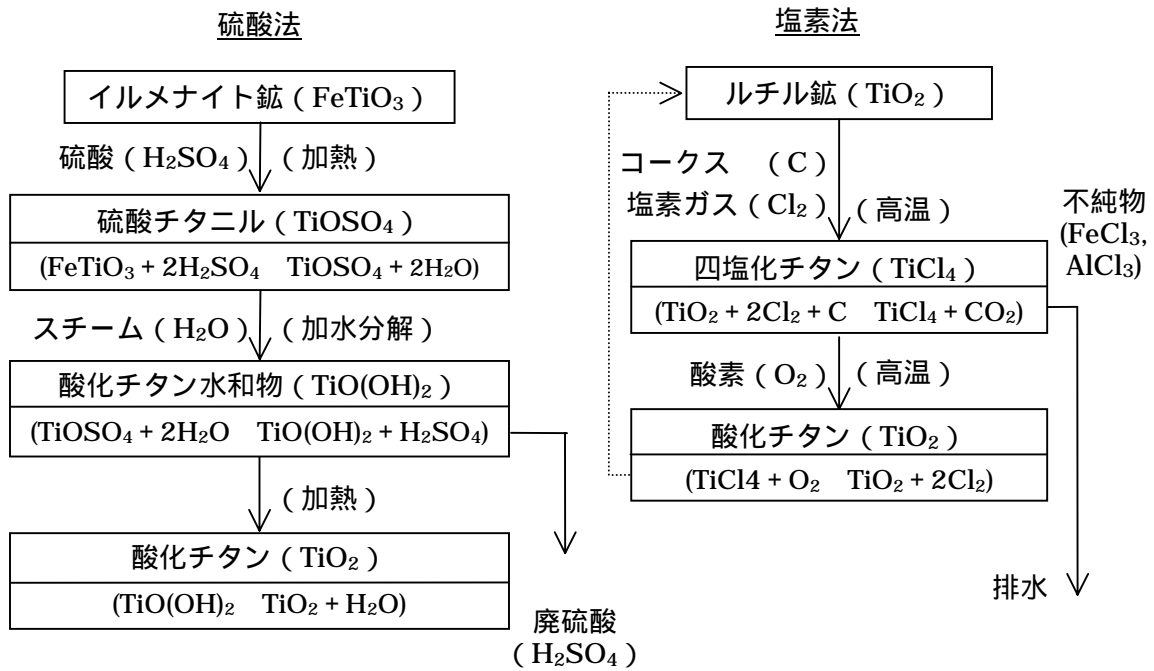 硫酸法
イルメナイト鉱（FeTiO₃）
硫酸（H₂SO₄）（加熱）
硫酸チタニル（TiOSO₄）
(FeTiO₃ + 2H₂SO₄　TiOSO₄ + 2H₂O)
スチーム（H₂O）（加水分解）
酸化チタン水和物（TiO(OH)₂）
(TiOSO₄ + 2H₂O　TiO(OH)₂ + H₂SO₄)
（加熱）
酸化チタン（TiO₂）
(TiO(OH)₂　TiO₂ + H₂O)
廃硫酸
（H₂SO₄）
塩素法
ルチル鉱（TiO₂）
コークス　（C）
塩素ガス（Cl₂）（高温）
四塩化チタン（TiCl₄）
(TiO₂ + 2Cl₂ + C　TiCl₄ + CO₂)
酸素（O₂）（高温）
酸化チタン（TiO₂）
(TiCl4 + O₂　TiO₂ + 2Cl₂)
不純物
(FeCl₃,
AlCl₃)
排水